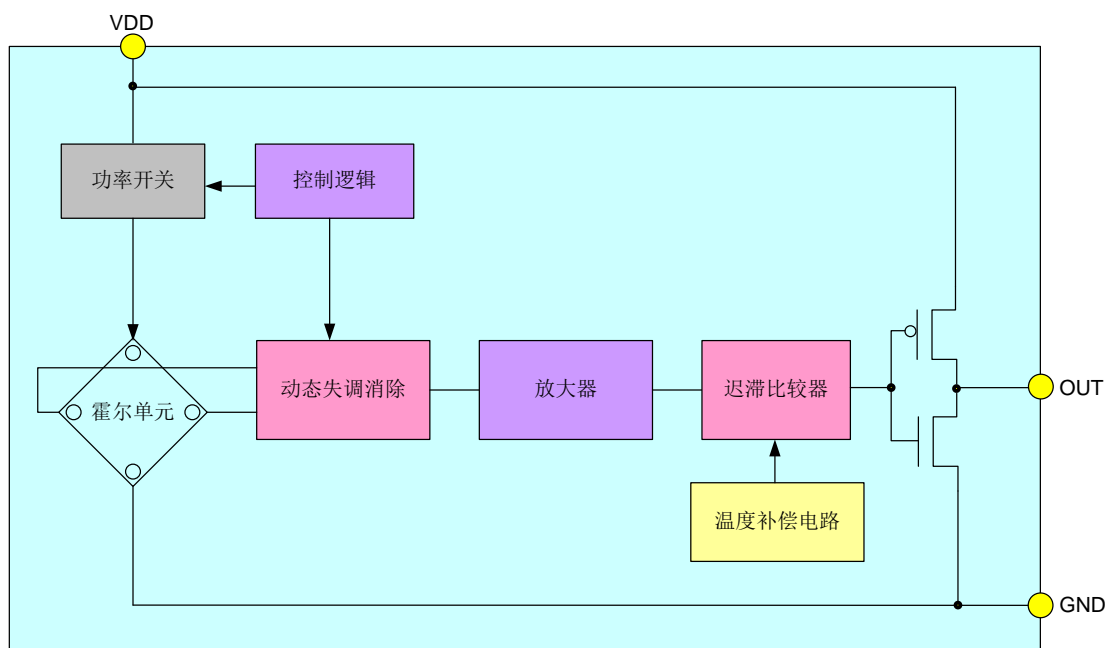 VDD
功率开关
控制逻辑
霍尔单元
动态失调消除
放大器
迟滞比较器
OUT
温度补偿电路
GND